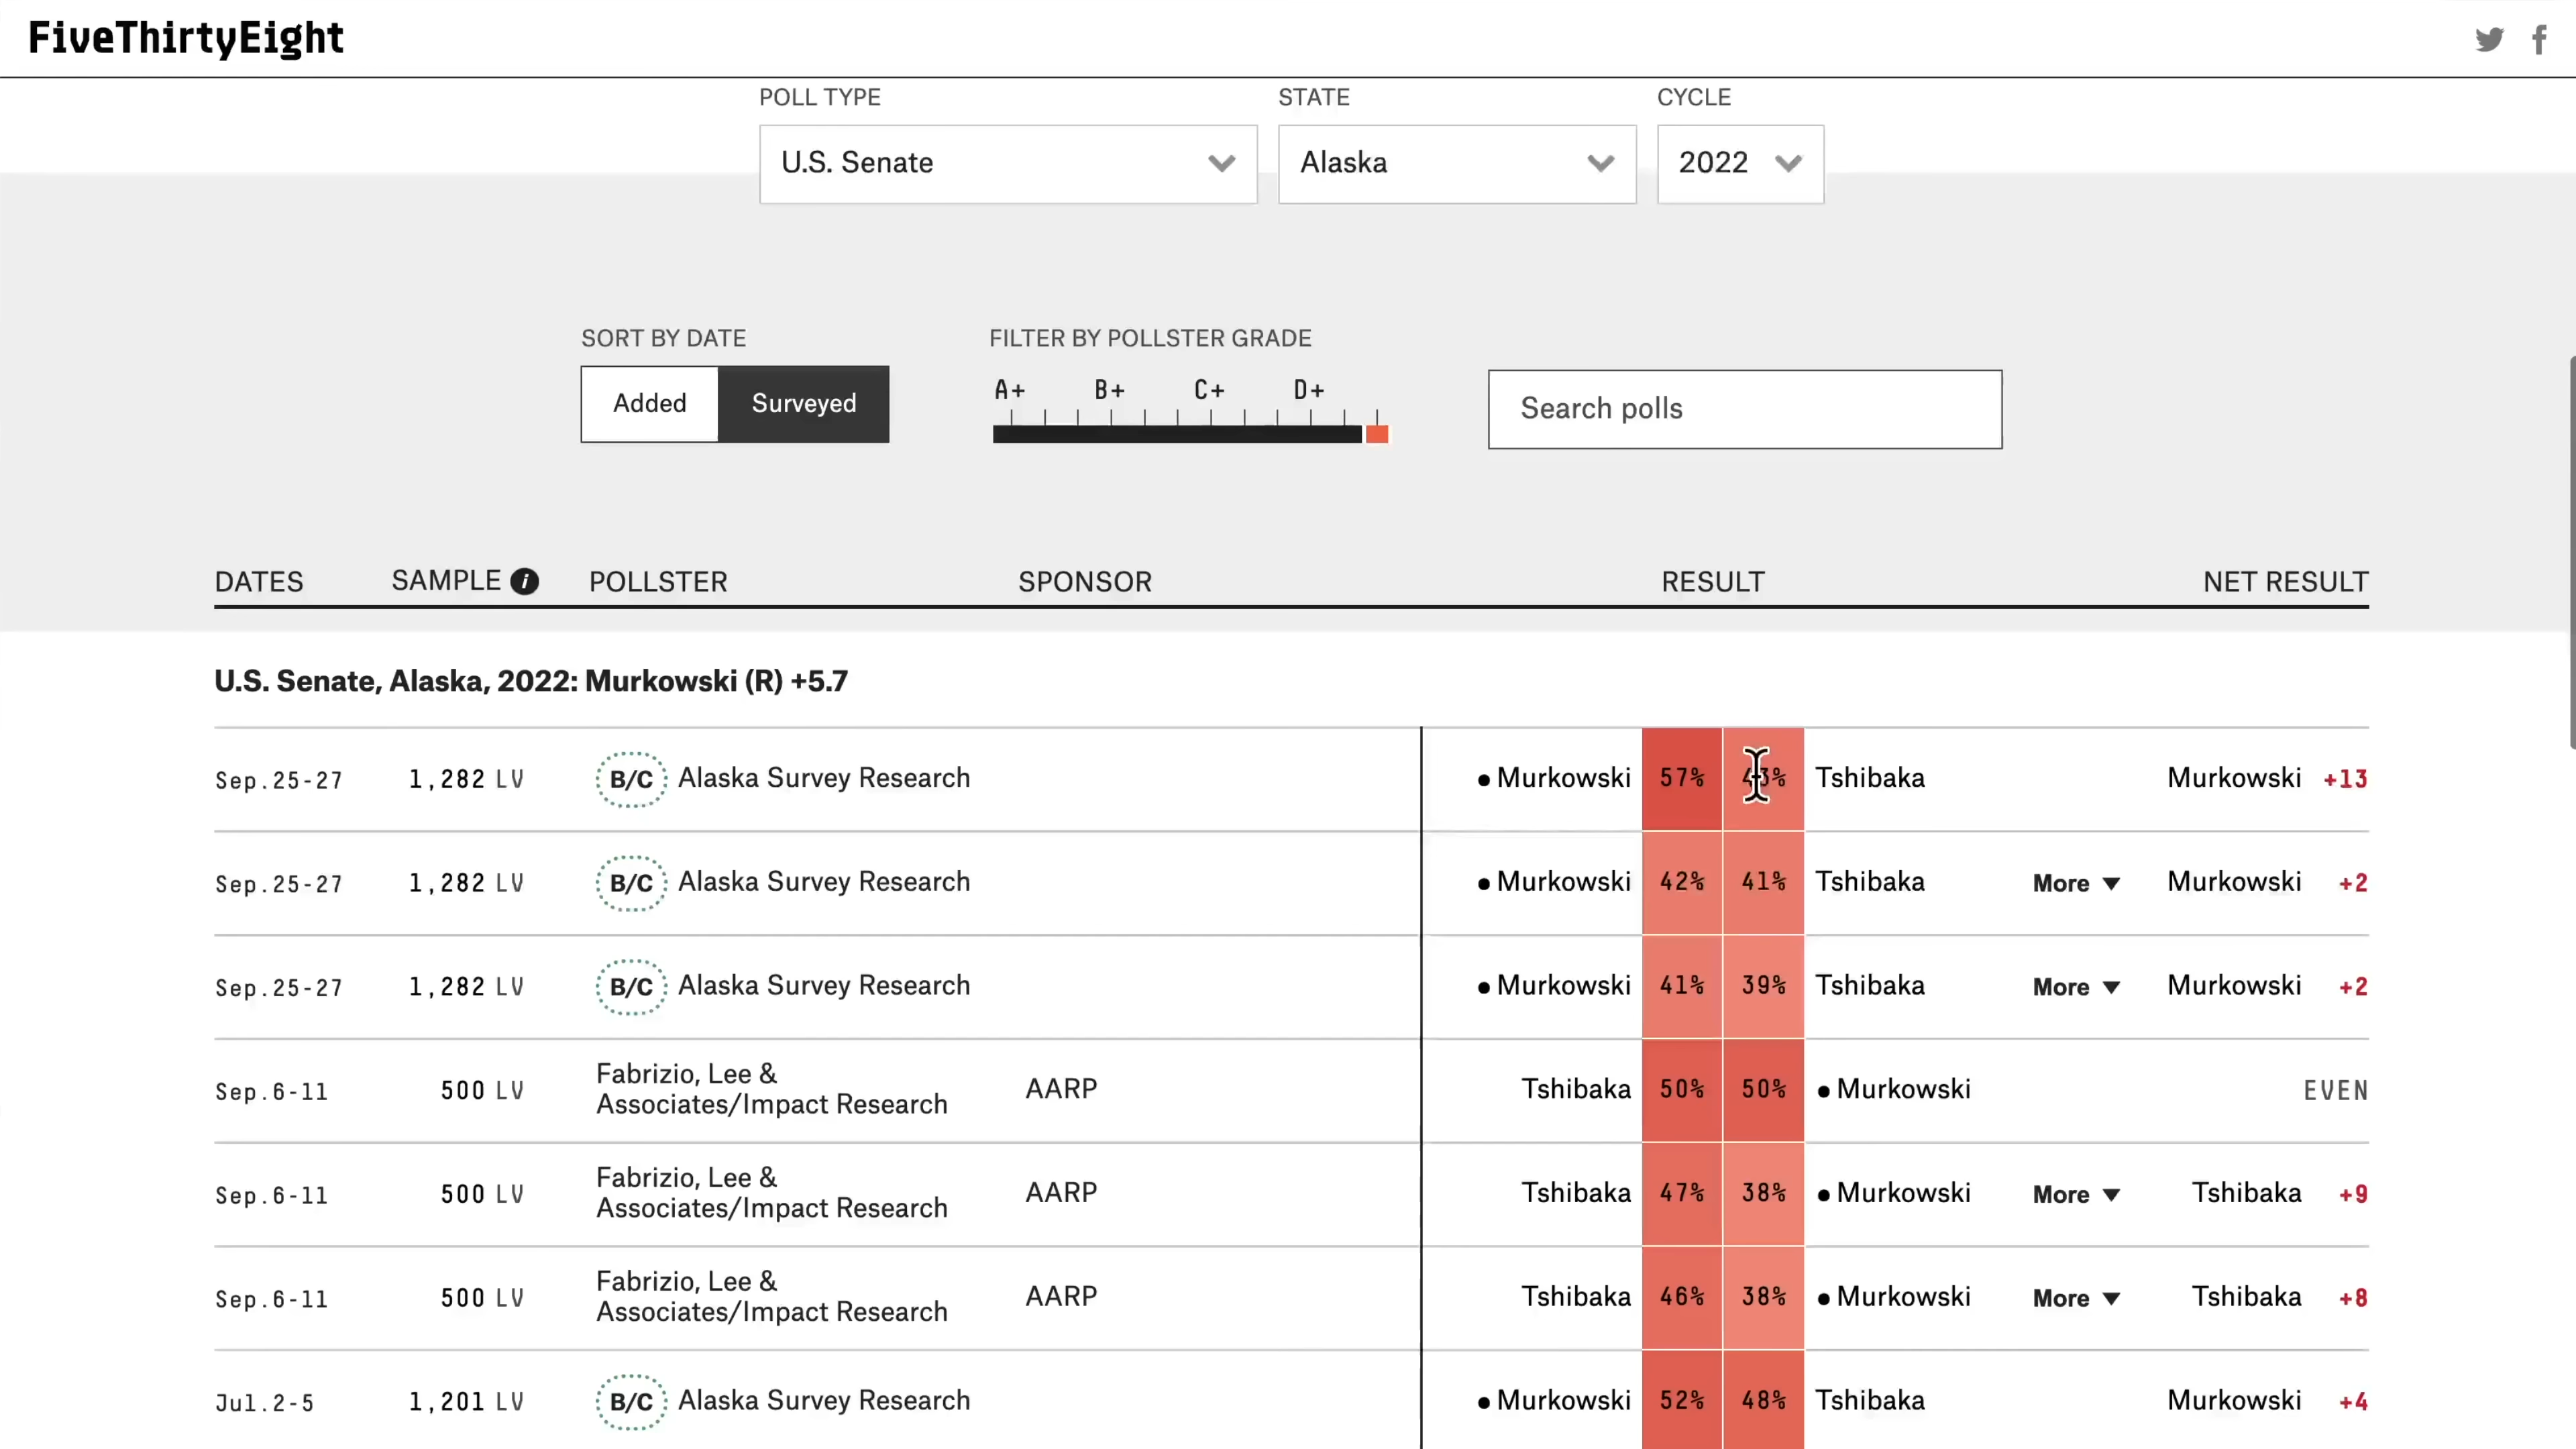 FiveThirtyEight
POLL TYPE STATE CYCLE
U.S. Senate Alaska 2022
SORT BY DATE FILTER BY POLLSTER GRADE
A+ B+ C+ D+
Added Surveyed Search polls
DATES SAMPLE i POLLSTER SPONSOR RESULT NET RESULT
U.S. Senate, Alaska, 2022: Murkowski (R) +5.7
Sep.25-27 1,282 LV B/C Alaska Survey Research • Murkowski 57% 43% Tshibaka Murkowski +13
Sep.25-27 1,282 LV B/C Alaska Survey Research • Murkowski 42% 41% Tshibaka More ▼ Murkowski +2
Sep.25-27 1,282 LV B/C Alaska Survey Research • Murkowski 41% 39% Tshibaka More ▼ Murkowski +2
Sep.6-11 500 LV Fabrizio, Lee &
Associates/Impact Research AARP Tshibaka 50% 50% • Murkowski EVEN
Sep.6-11 500 LV Fabrizio, Lee &
Associates/Impact Research AARP Tshibaka 47% 38% • Murkowski More ▼ Tshibaka +9
Sep.6-11 500 LV Fabrizio, Lee &
Associates/Impact Research AARP Tshibaka 46% 38% • Murkowski More ▼ Tshibaka +8
Jul.2-5 1,201 LV B/C Alaska Survey Research • Murkowski 52% 48% Tshibaka Murkowski +4